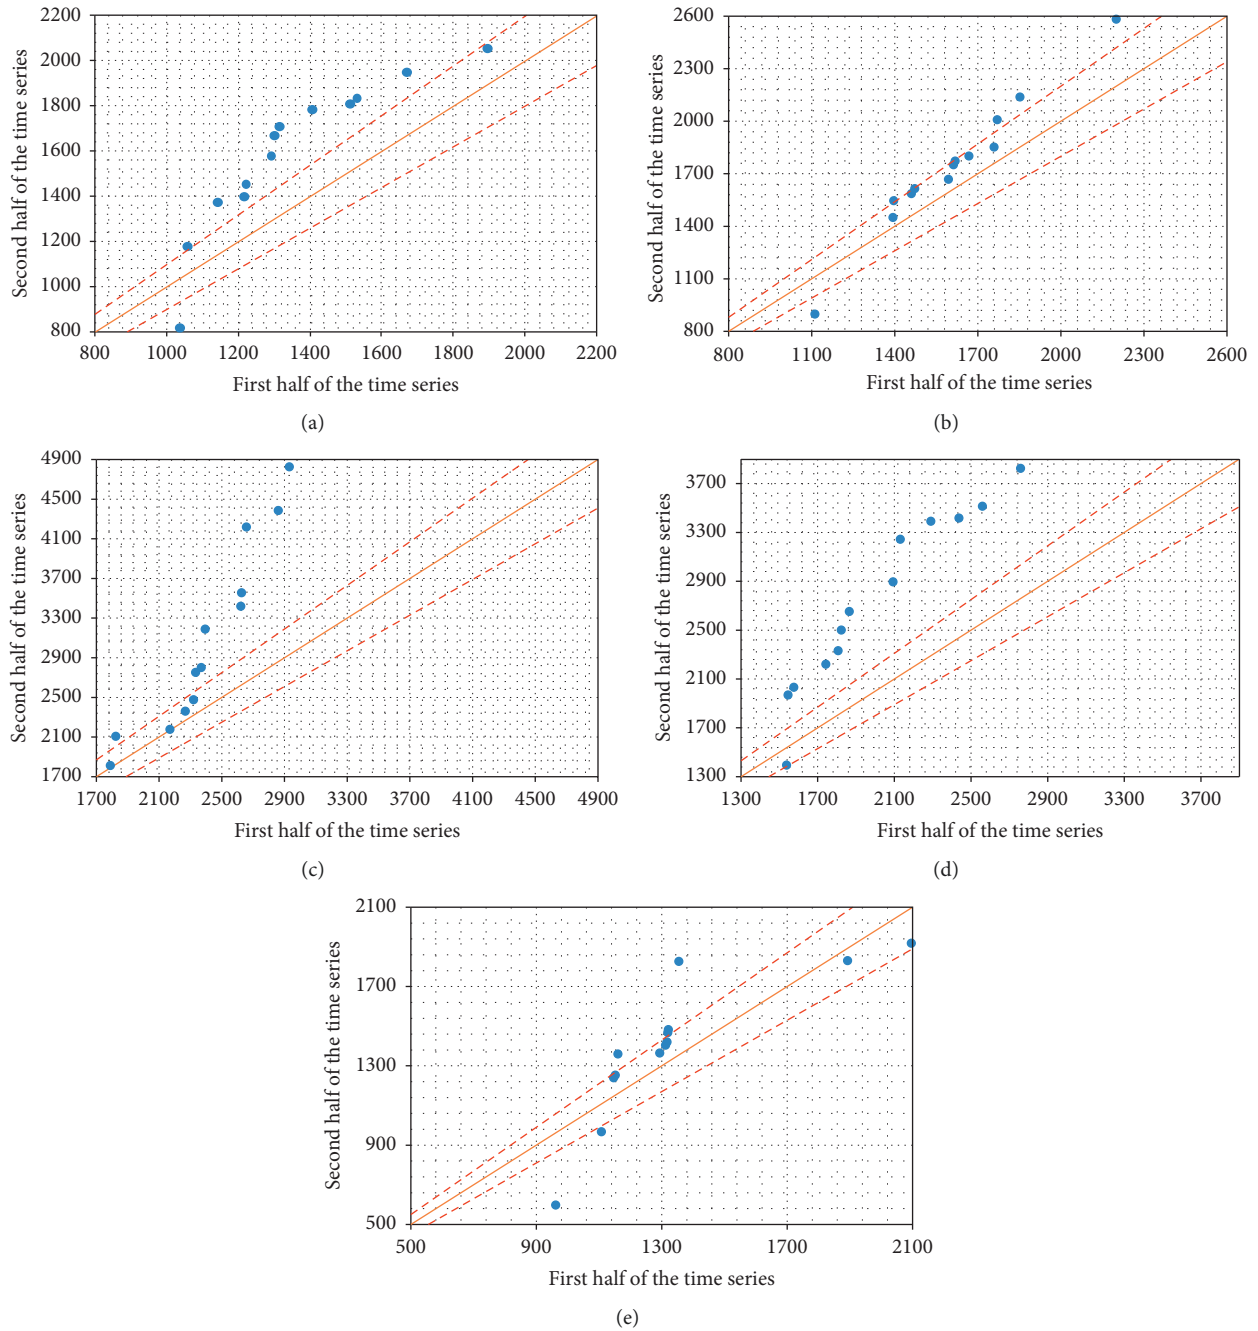 Second half of the time series
2200
2000
1800
1600
1400
1200
1000
800
800 1000 1200 1400 1600 1800 2000 2200
First half of the time series
(a)
Second half of the time series
2600
2300
2000
1700
1400
1100
800
800 1100 1400 1700 2000 2300 2600
First half of the time series
(b)
Second half of the time series
4900
4500
4100
3700
3300
2900
2500
2100
1700
1700 2100 2500 2900 3300 3700 4100 4500 4900
First half of the time series
(c)
Second half of the time series
3700
3300
2900
2500
2100
1700
1300
1300 1700 2100 2500 2900 3300 3700
First half of the time series
(d)
Second half of the time series
2100
1700
1300
900
500
500 900 1300 1700 2100
First half of the time series
(e)